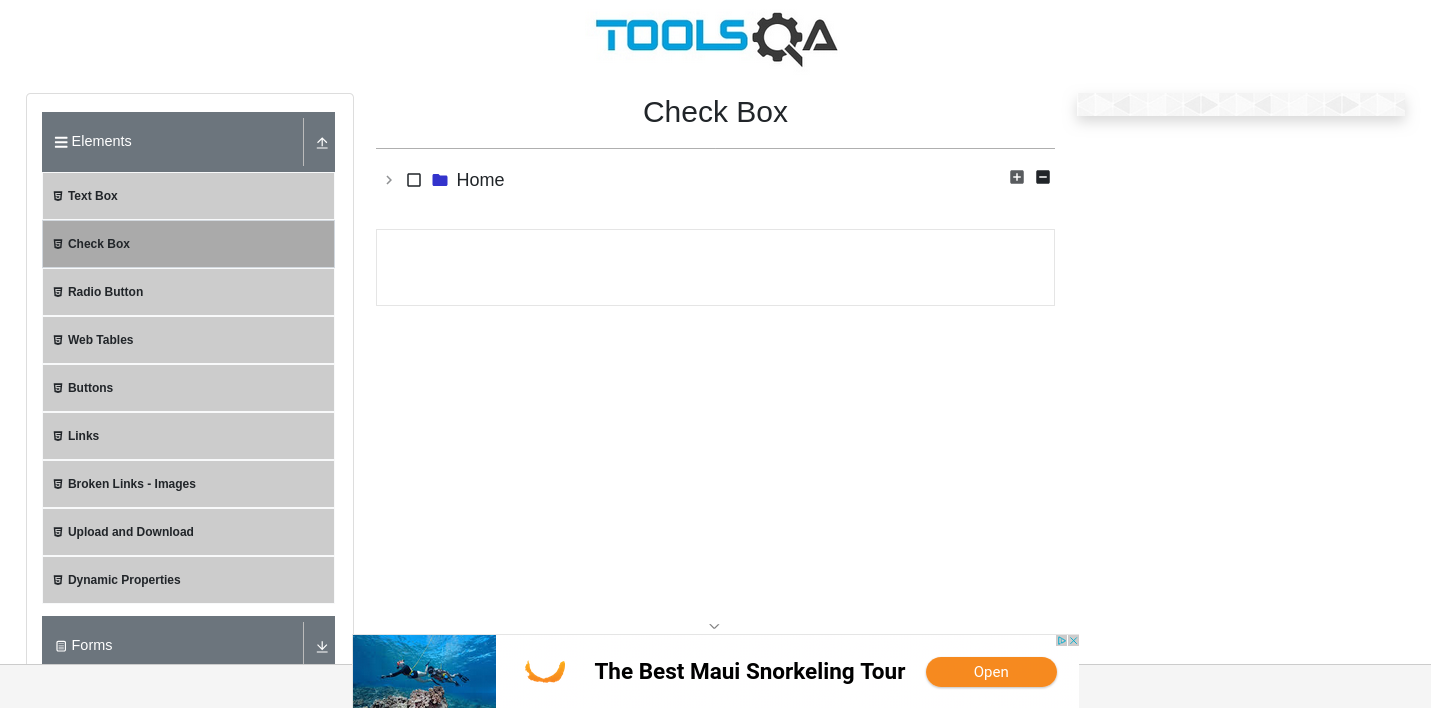 TOOLSQA
Elements
Text Box
Check Box
Radio Button
Web Tables
Buttons
Links
Broken Links - Images
Upload and Download
Dynamic Properties
Forms
Check Box
Home
The Best Maui Snorkeling Tour
Open